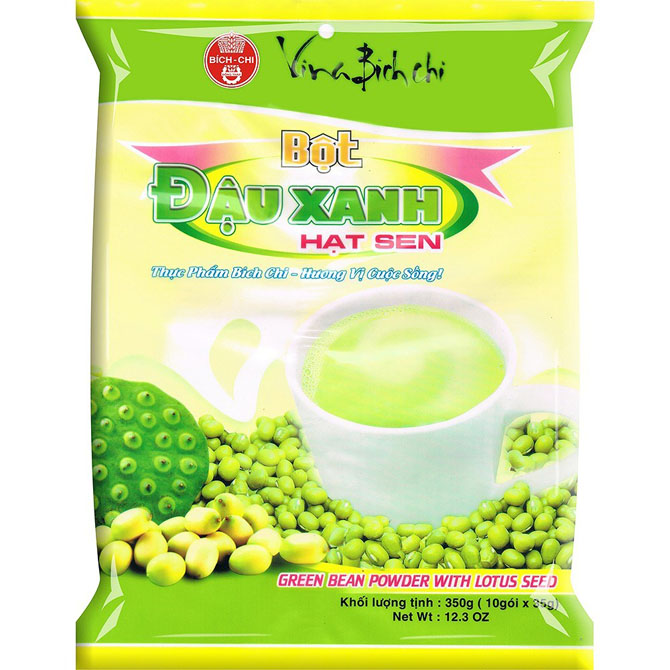 BÍCH-CHI
VinaBichchi
Bột
ĐẬU XANH
HẠT SEN
Thực Phẩm Bích Chi - Hương Vị Cuộc Sống!
GREEN BEAN POWDER WITH LOTUS SEED
Khối lượng tịnh : 350g ( 10gói x 35g)
Net Wt : 12.3 OZ